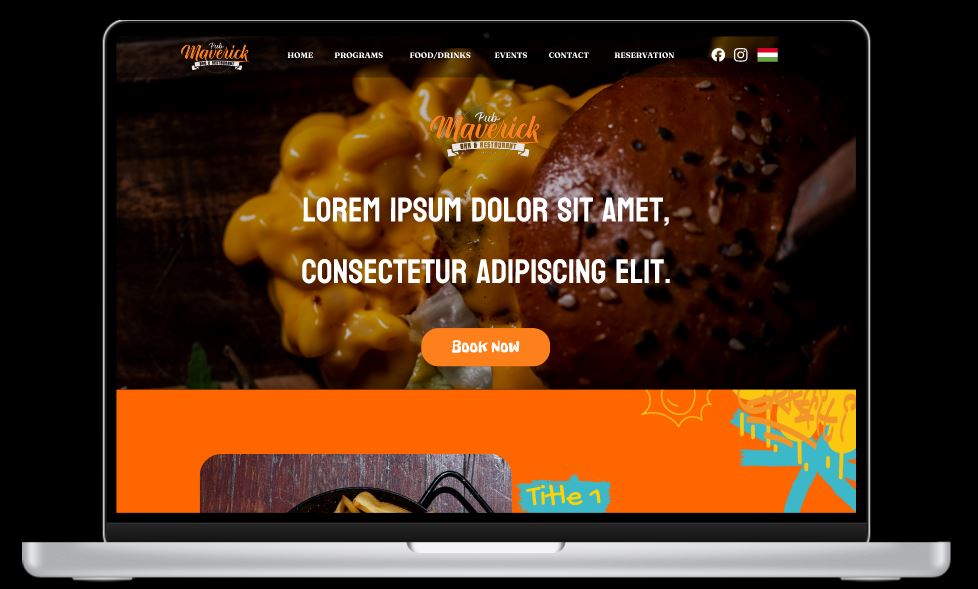 Pub
Maverick
BAR & RESTAURANT
HOME PROGRAMS FOOD/DRINKS EVENTS CONTACT RESERVATION
Pub
Maverick
BAR & RESTAURANT
LOREM IPSUM DOLOR SIT AMET,
CONSECTETUR ADIPISCING ELIT.
Book Now
Title 1